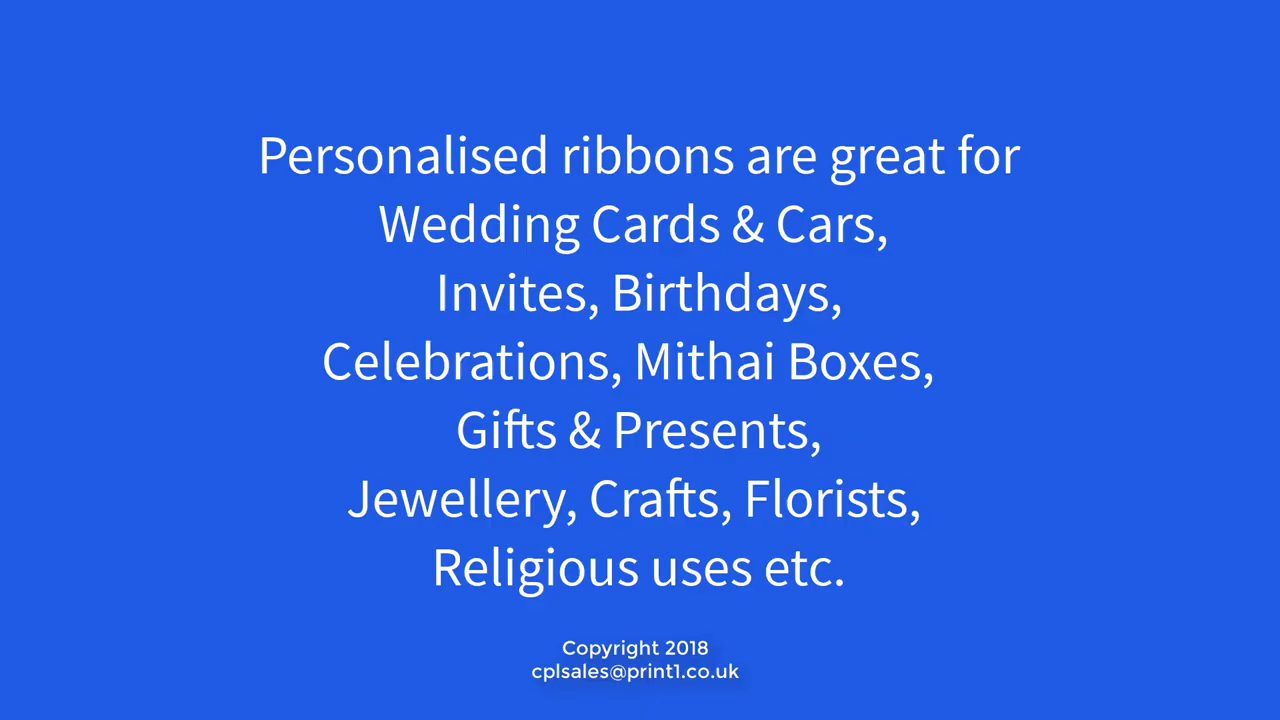 Personalised ribbons are great for
Wedding Cards & Cars,
Invites, Birthdays,
Celebrations, Mithai Boxes,
Gifts & Presents,
Jewellery, Crafts, Florists,
Religious uses etc.
Copyright 2018
cplsales@print1.co.uk